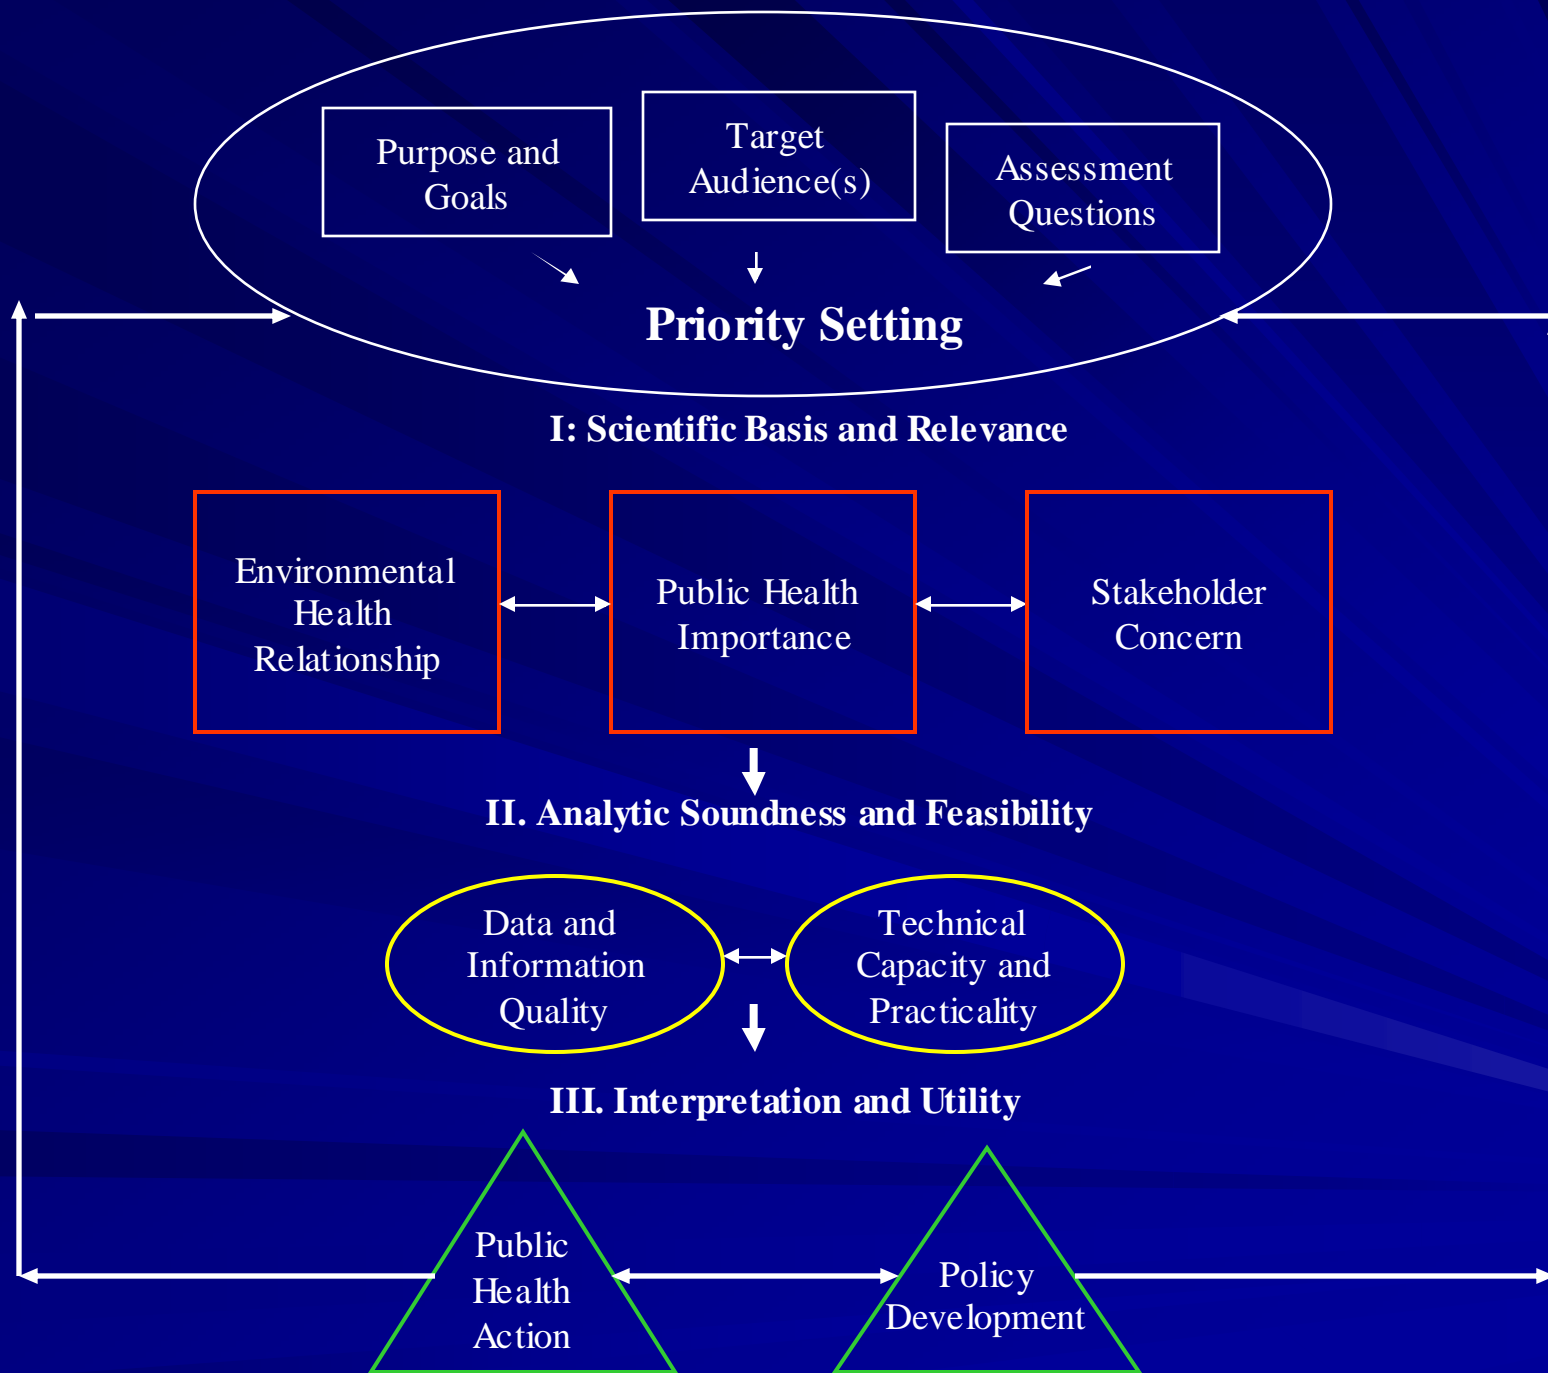 Purpose and
Goals
Target
Audience(s)
Assessment
Questions
Priority Setting
I: Scientific Basis and Relevance
Environmental
Health
Relationship
Public Health
Importance
Stakeholder
Concern
II. Analytic Soundness and Feasibility
Data and
Information
Quality
Technical
Capacity and
Practicality
III. Interpretation and Utility
Public
Health
Action
Policy
Development